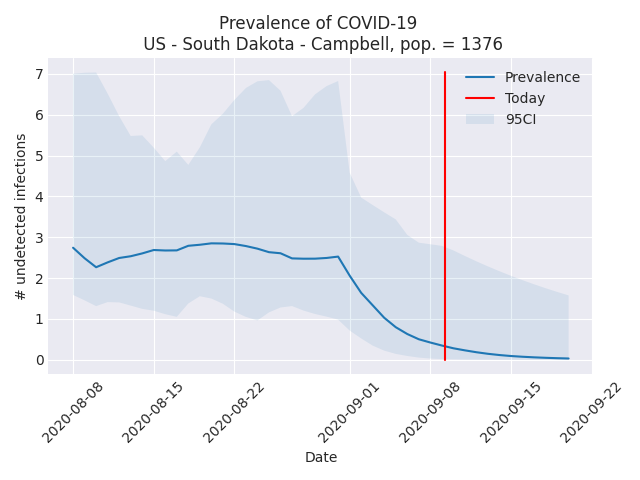 Prevalence of COVID-19
US - South Dakota - Campbell, pop. = 1376
7
6
5
4
3
2
1
0
# undetected infections
Prevalence
Today
95CI
2020-08-08
2020-08-15
2020-08-22
2020-09-01
2020-09-08
2020-09-15
2020-09-22
Date